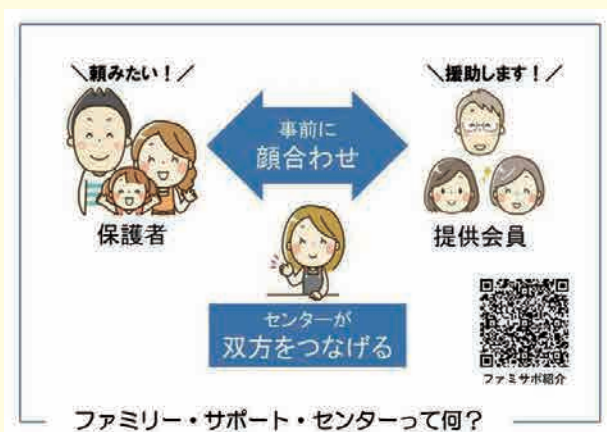 ＼頼みたい！／
＼援助します！／
事前に
顔合わせ
保護者
提供会員
センターが
双方をつなげる
ファミサポ紹介
ファミリー・サポート・センターって何？